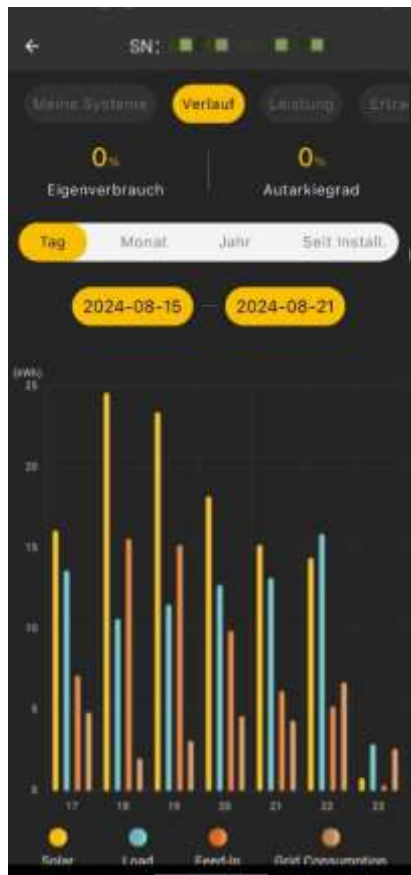 SN:
Meine Systeme Verlauf Leistung Ertra
0% 0%
Eigenverbrauch Autarkiegrad
Tag Monat Jahr Seit Install.
2024-08-15 — 2024-08-21
(kWh)
25
20
15
10
5
0
17 18 19 20 21 22 23
Solar Load Feed-in Grid Consumption